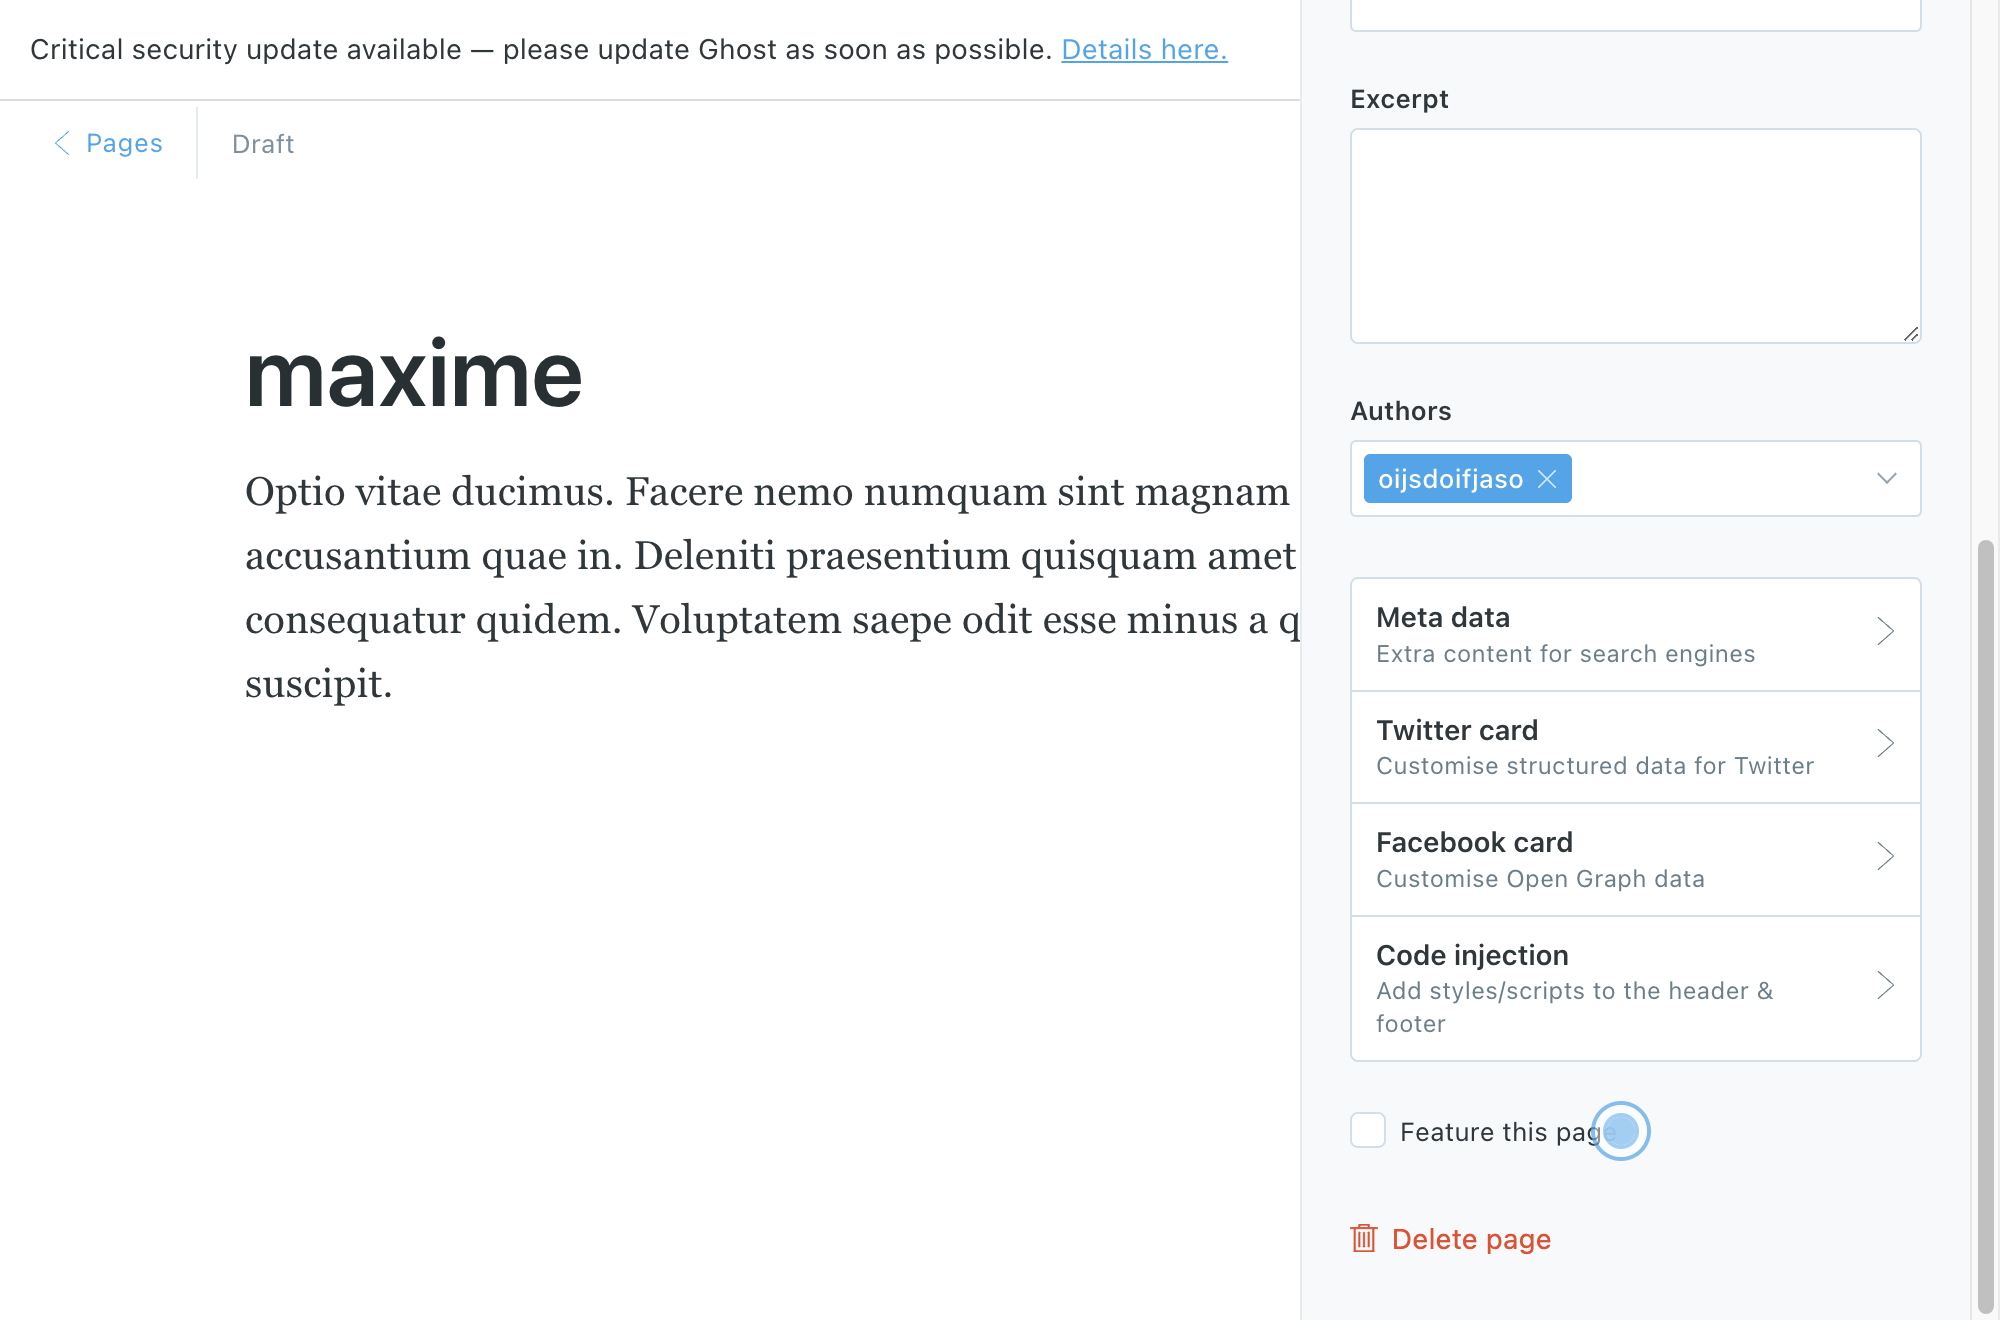 Critical security update available — please update Ghost as soon as possible. Details here.
Pages
Draft
maxime
Optio vitae ducimus. Facere nemo numquam sint magnam
accusantium quae in. Deleniti praesentium quisquam amet
consequatur quidem. Voluptatem saepe odit esse minus a q
suscipit.
Excerpt
Authors
oijsdoifjaso
Meta data
Extra content for search engines
Twitter card
Customise structured data for Twitter
Facebook card
Customise Open Graph data
Code injection
Add styles/scripts to the header &
footer
Feature this page
Delete page